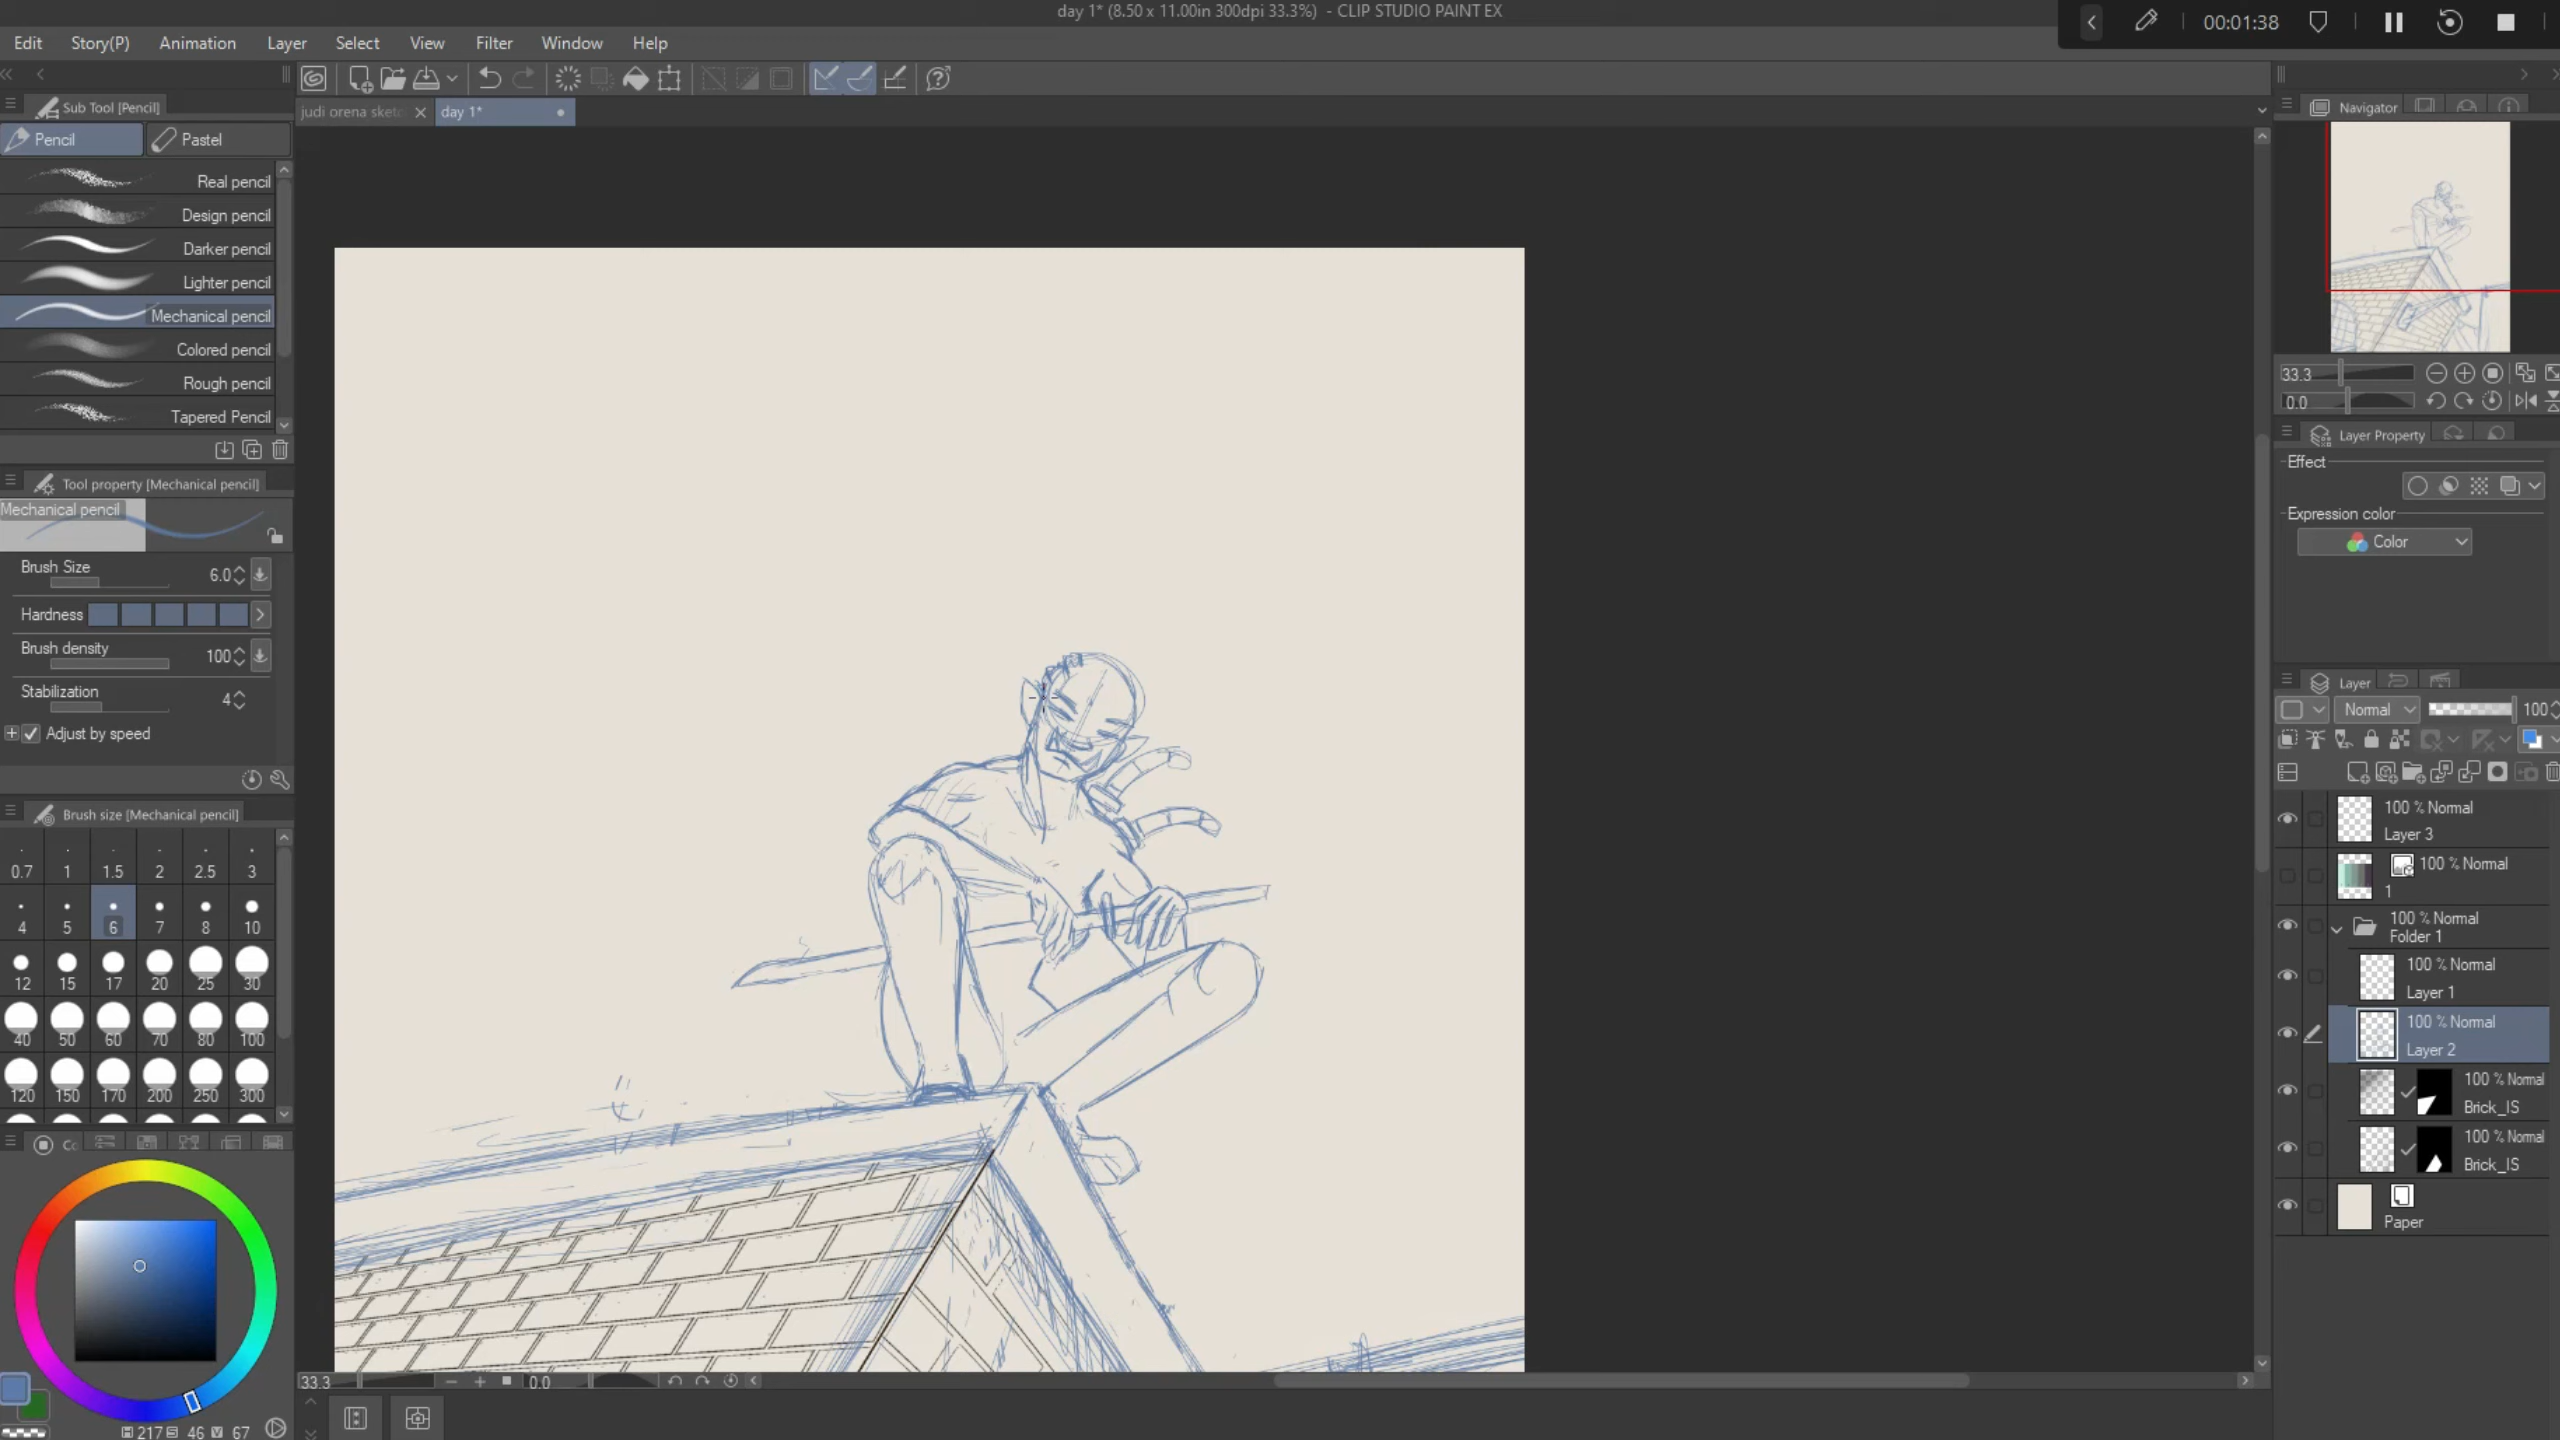 day 1* (8.50 x 11.00in 300dpi 33.3%) - CLIP STUDIO PAINT EX
00:01:38
Edit Story(P) Animation Layer Select View Filter Window Help
judi orena sketc
day 1*
Sub Tool [Pencil]
Pencil
Pastel
Real pencil
Design pencil
Darker pencil
Lighter pencil
Mechanical pencil
Colored pencil
Rough pencil
Tapered Pencil
Tool property [Mechanical pencil]
Mechanical pencil
Brush Size 6.0
Hardness
Brush density 100
Stabilization 4
Adjust by speed
Brush size [Mechanical pencil]
0.7 1 1.5 2 2.5 3
4 5 6 7 8 10
12 15 17 20 25 30
40 50 60 70 80 100
120 150 170 200 250 300
Cc
H 217 S 46 V 67
33.3
0.0
Navigator
33.3
0.0
Layer Property
Effect
Expression color
Color
Layer
Normal 100
100 % Normal
Layer 3
100 % Normal
1
100 % Normal
Folder 1
100 % Normal
Layer 1
100 % Normal
Layer 2
100 % Normal
Brick_IS
100 % Normal
Brick_IS
Paper